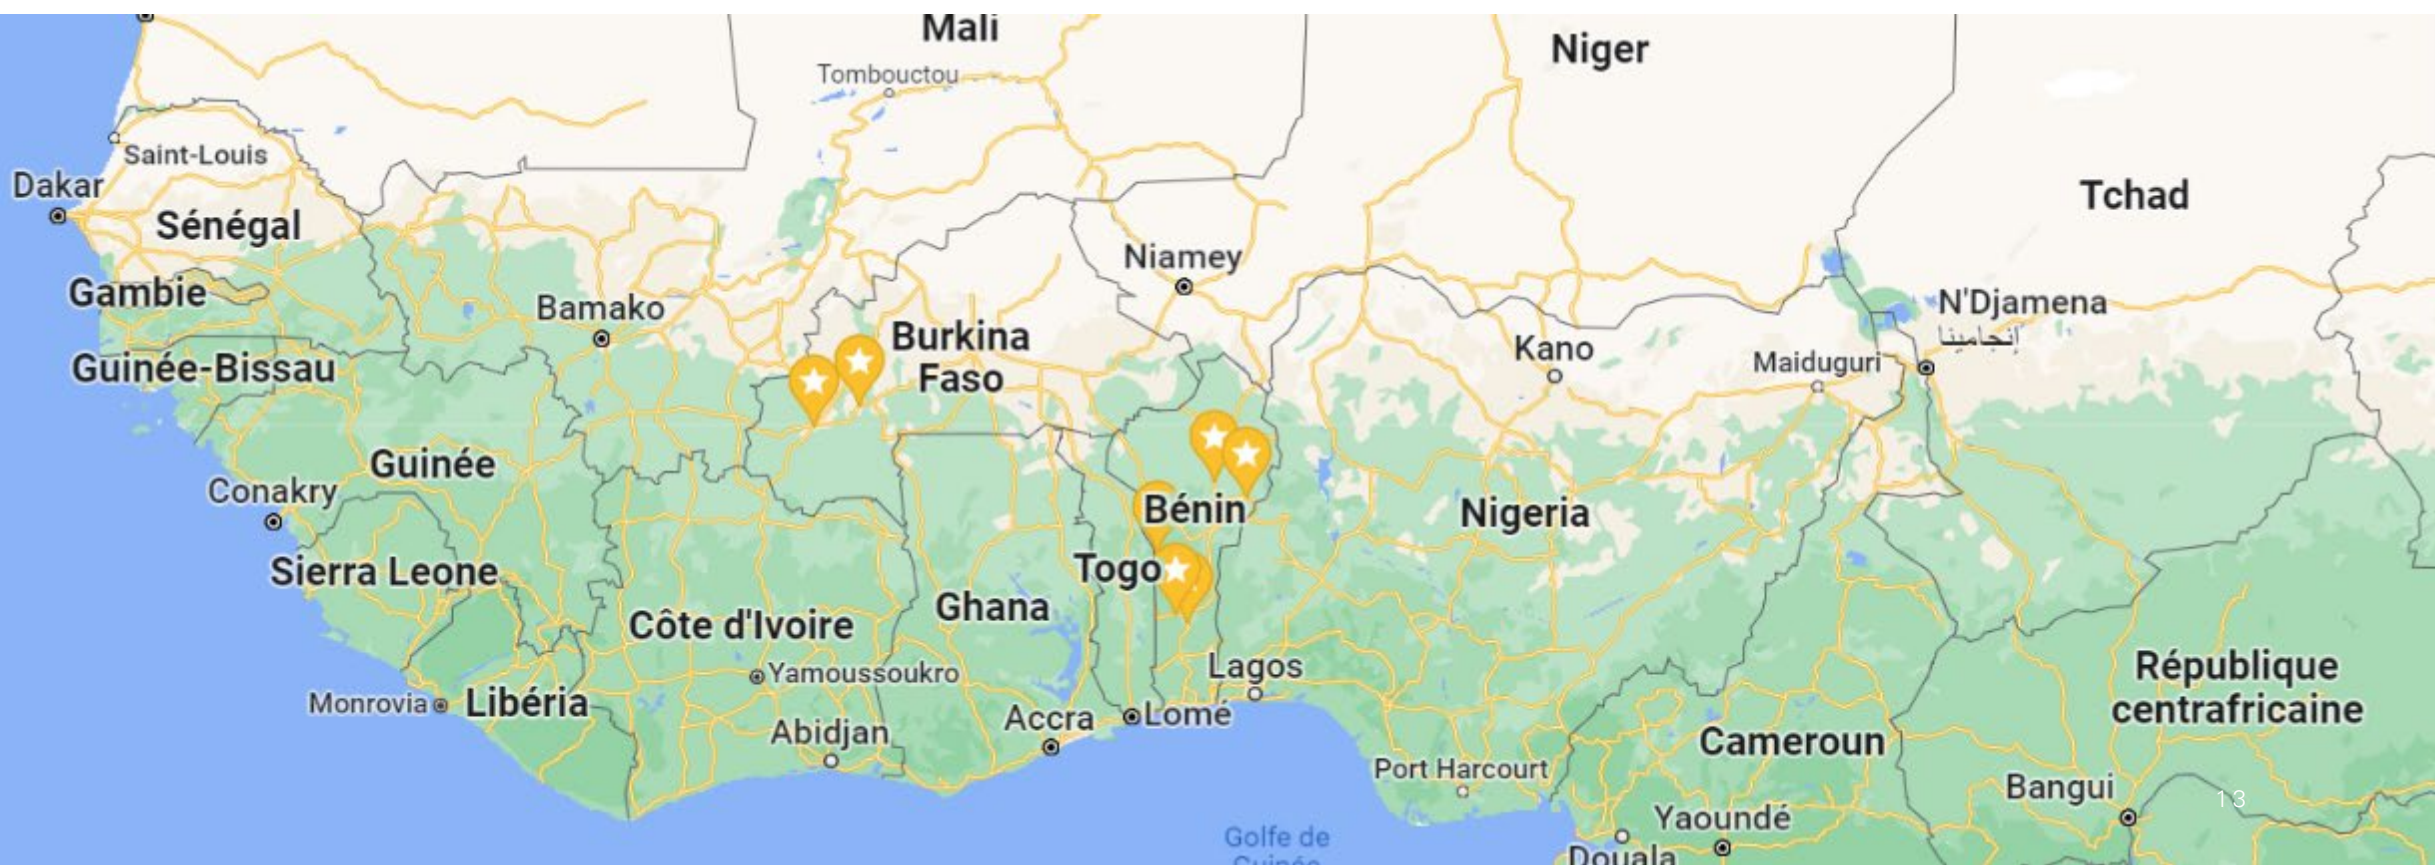 Mali
Niger
Tombouctou
Saint-Louis
Dakar
Sénégal
Tchad
Niamey
Gambie
Bamako
N'Djamena
إنجامينا
Burkina
Faso
Kano
Maiduguri
Guinée-Bissau
Guinée
Conakry
Bénin
Nigeria
Sierra Leone
Togo
Ghana
Côte d'Ivoire
Yamoussoukro
Lagos
République
centrafricaine
Monrovia
Libéria
Abidjan
Accra
Lomé
Cameroun
Port Harcourt
Bangui
13
Yaoundé
Golfe de
Guinée
Douala